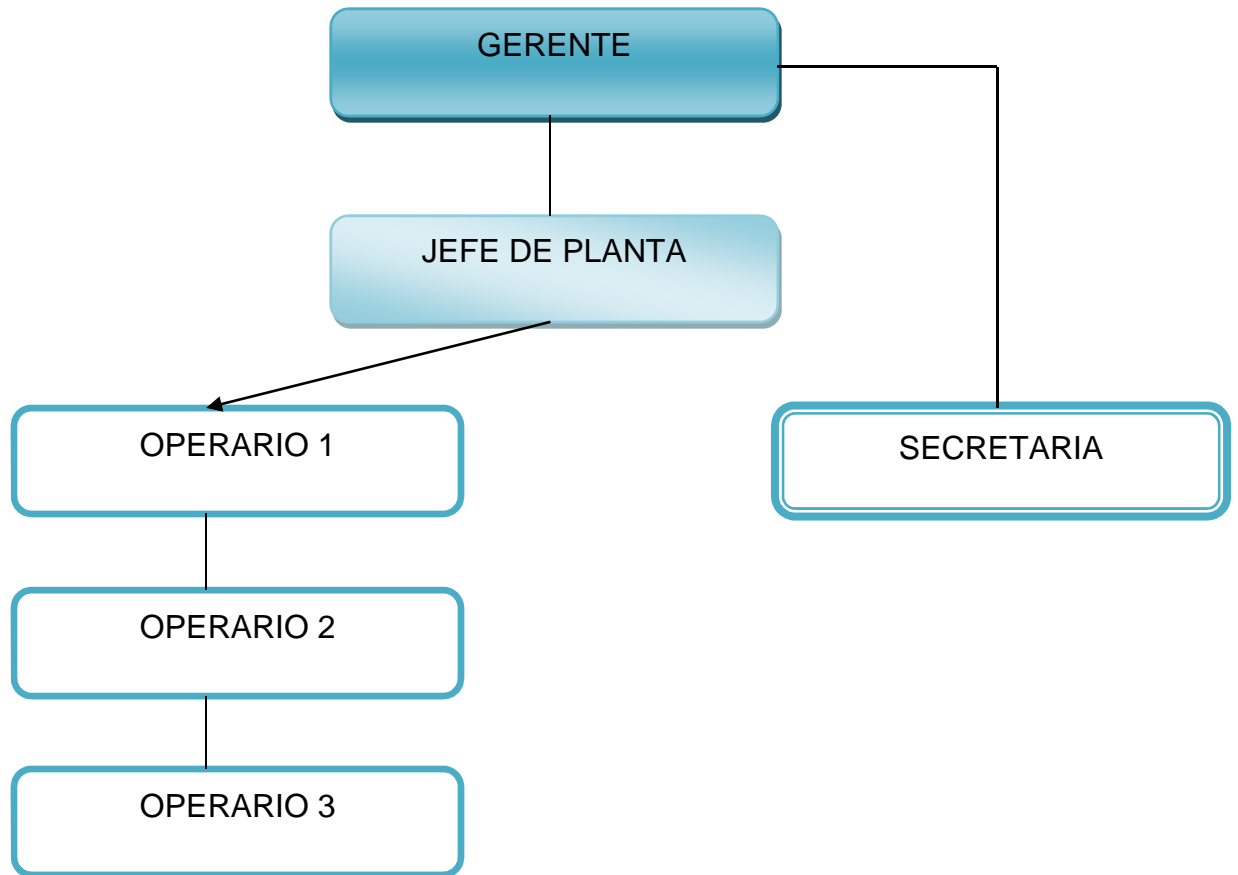 GERENTE
JEFE DE PLANTA
OPERARIO 1
SECRETARIA
OPERARIO 2
OPERARIO 3